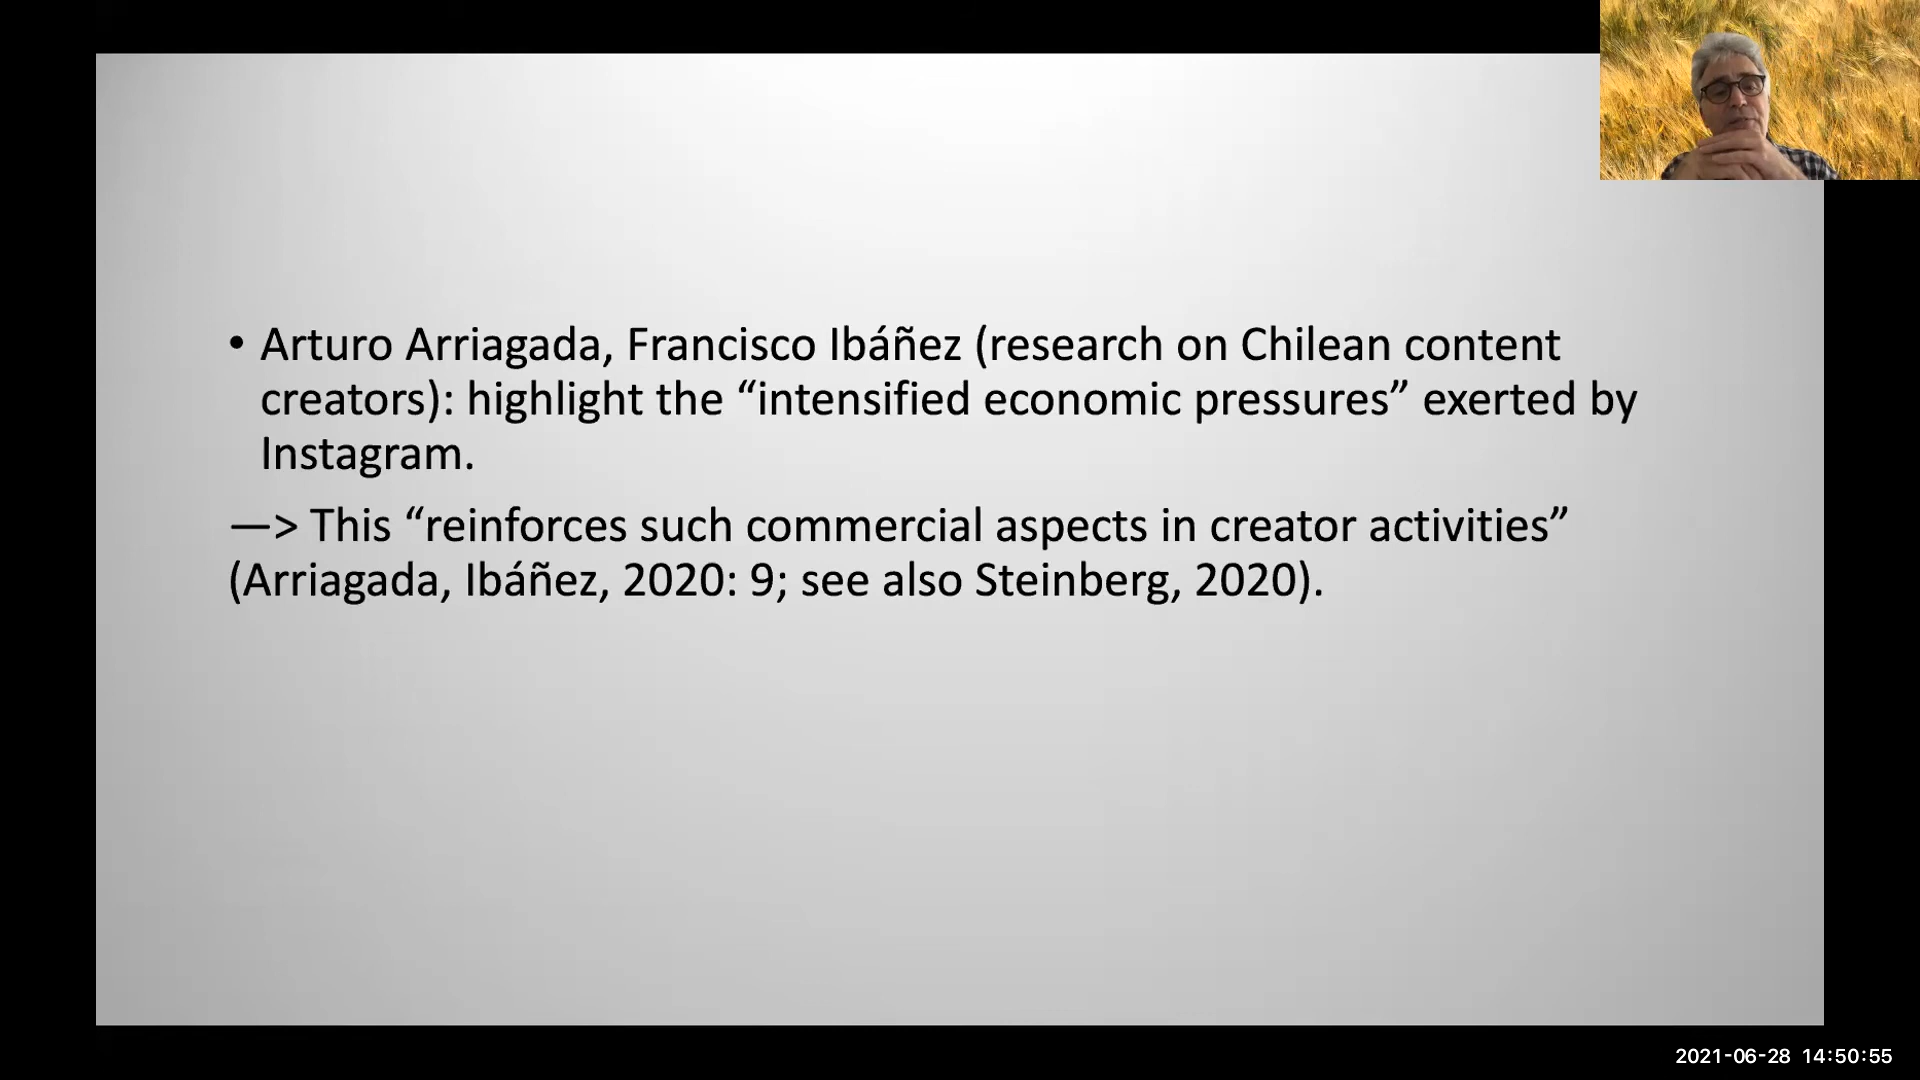 • Arturo Arriagada, Francisco Ibáñez (research on Chilean content
creators): highlight the “intensified economic pressures” exerted by
Instagram.
—> This “reinforces such commercial aspects in creator activities”
(Arriagada, Ibáñez, 2020: 9; see also Steinberg, 2020).
2021-06-28 14:50:55